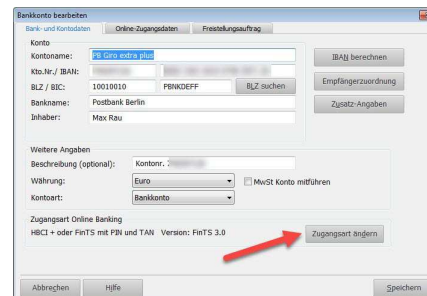 Bankkonto bearbeiten
Bank- und Kontodaten Online-Zugangsdaten Freistellungsauftrag
Konto
Kontoname: PB Giro extra plus IBAN berechnen
Kto.Nr./ IBAN:
BLZ / BIC: 10010010 PBNKDEFF BLZ suchen Empfängerzuordnung
Bankname: Postbank Berlin Zusatz-Angaben
Inhaber: Max Rau
Weitere Angaben
Beschreibung (optional): Kontonr.
Währung: Euro MwSt Konto mitführen
Kontoart: Bankkonto
Zugangsart Online Banking
HBCI + oder FinTS mit PIN und TAN Version: FinTS 3.0 Zugangsart ändern
Abbrechen Hilfe Speichern